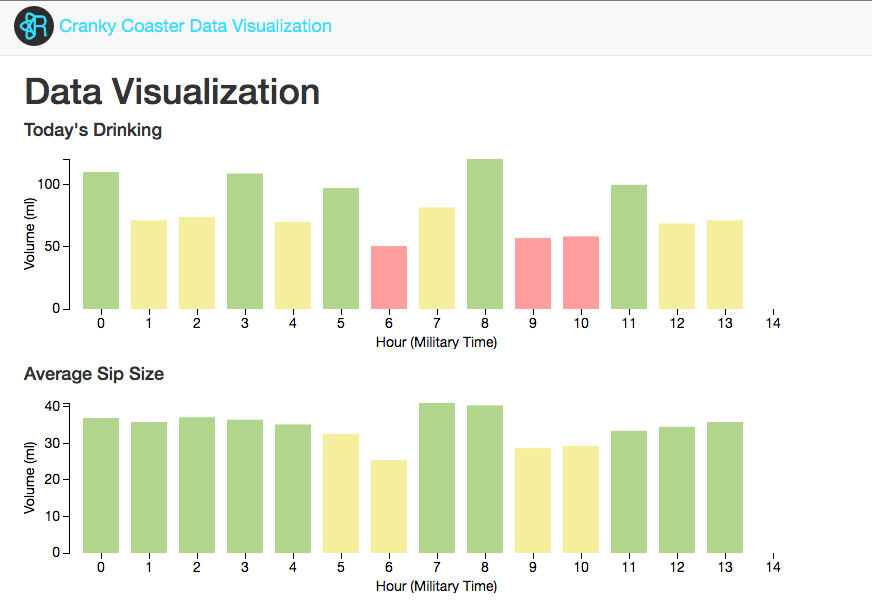 Cranky Coaster Data Visualization
Data Visualization
Today's Drinking
Volume (ml)
100
50
0
0 1 2 3 4 5 6 7 8 9 10 11 12 13 14
Hour (Military Time)
Average Sip Size
Volume (ml)
40
30
20
10
0
0 1 2 3 4 5 6 7 8 9 10 11 12 13 14
Hour (Military Time)